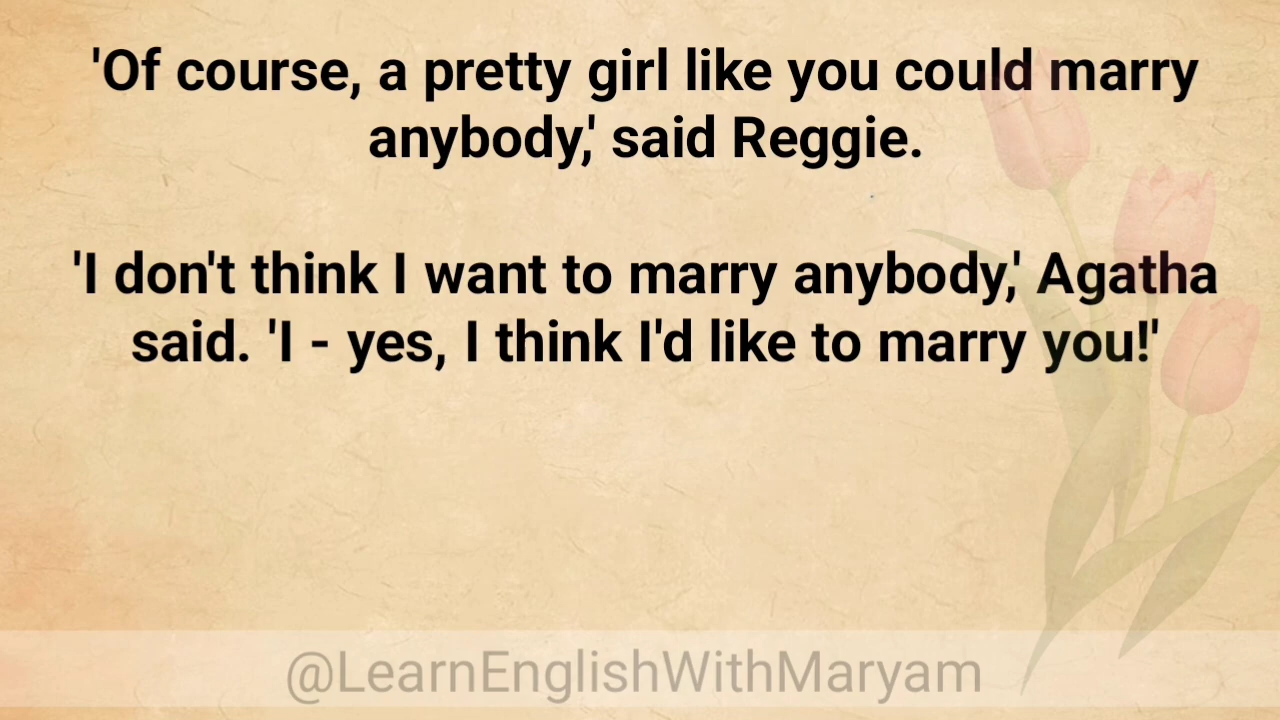 'Of course, a pretty girl like you could marry
anybody,' said Reggie.
'I don't think I want to marry anybody,' Agatha
said. 'I - yes, I think I'd like to marry you!'
@LearnEnglishWithMaryam